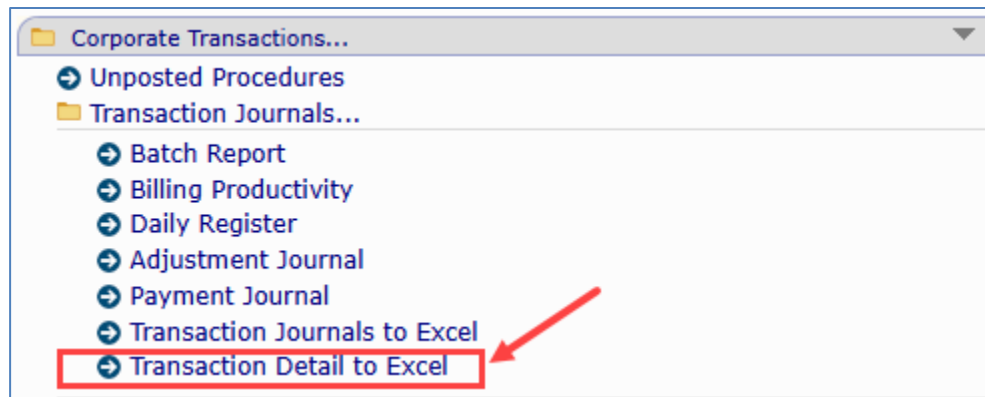 Corporate Transactions...
Unposted Procedures
Transaction Journals...
Batch Report
Billing Productivity
Daily Register
Adjustment Journal
Payment Journal
Transaction Journals to Excel
Transaction Detail to Excel